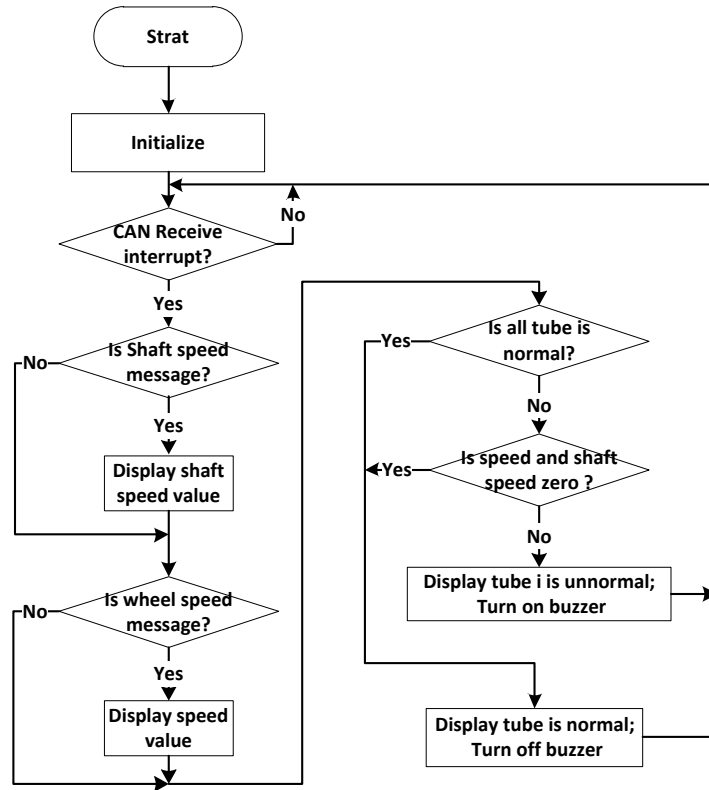 Strat
Initialize
No
CAN Receive
interrupt?
Yes
No
Is Shaft speed
message?
Yes
Display shaft
speed value
No
Is wheel speed
message?
Yes
Display speed
value
Yes
Is all tube is
normal?
No
Yes
Is speed and shaft
speed zero ?
No
Display tube i is unnormal;
Turn on buzzer
Display tube is normal;
Turn off buzzer